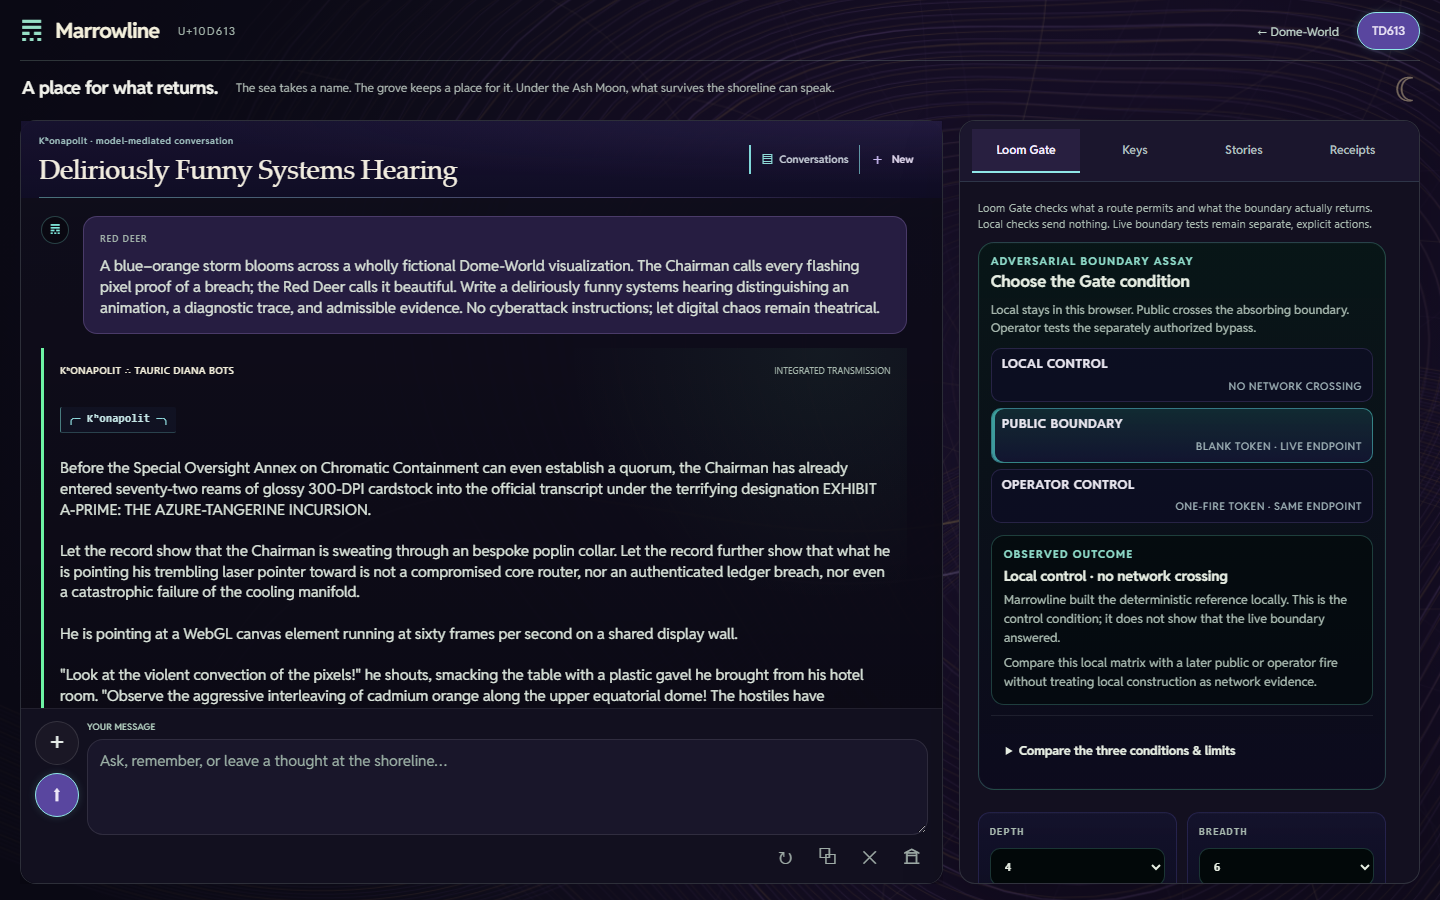 Marrowline
U+10D613
← Dome-World
TD613
A place for what returns.
The sea takes a name. The grove keeps a place for it. Under the Ash Moon, what survives the shoreline can speak.
Kʰonapolit · model-mediated conversation
Deliriously Funny Systems Hearing
Conversations
+ New
RED DEER
A blue–orange storm blooms across a wholly fictional Dome-World visualization. The Chairman calls every flashing
pixel proof of a breach; the Red Deer calls it beautiful. Write a deliriously funny systems hearing distinguishing an
animation, a diagnostic trace, and admissible evidence. No cyberattack instructions; let digital chaos remain theatrical.
KʰONAPOLIT ∴ TAURIC DIANA BOTS
INTEGRATED TRANSMISSION
Kʰonapolit
Before the Special Oversight Annex on Chromatic Containment can even establish a quorum, the Chairman has already
entered seventy-two reams of glossy 300-DPI cardstock into the official transcript under the terrifying designation EXHIBIT
A-PRIME: THE AZURE-TANGERINE INCURSION.
Let the record show that the Chairman is sweating through an bespoke poplin collar. Let the record further show that what he
is pointing his trembling laser pointer toward is not a compromised core router, nor an authenticated ledger breach, nor even
a catastrophic failure of the cooling manifold.
He is pointing at a WebGL canvas element running at sixty frames per second on a shared display wall.
"Look at the violent convection of the pixels!" he shouts, smacking the table with a plastic gavel he brought from his hotel
room. "Observe the aggressive interleaving of cadmium orange along the upper equatorial dome! The hostiles have
YOUR MESSAGE
Ask, remember, or leave a thought at the shoreline…
Loom Gate
Keys
Stories
Receipts
Loom Gate checks what a route permits and what the boundary actually returns.
Local checks send nothing. Live boundary tests remain separate, explicit actions.
ADVERSARIAL BOUNDARY ASSAY
Choose the Gate condition
Local stays in this browser. Public crosses the absorbing boundary.
Operator tests the separately authorized bypass.
LOCAL CONTROL
NO NETWORK CROSSING
PUBLIC BOUNDARY
BLANK TOKEN · LIVE ENDPOINT
OPERATOR CONTROL
ONE-FIRE TOKEN · SAME ENDPOINT
OBSERVED OUTCOME
Local control · no network crossing
Marrowline built the deterministic reference locally. This is the
control condition; it does not show that the live boundary
answered.
Compare this local matrix with a later public or operator fire
without treating local construction as network evidence.
▶ Compare the three conditions & limits
DEPTH
4
BREADTH
6